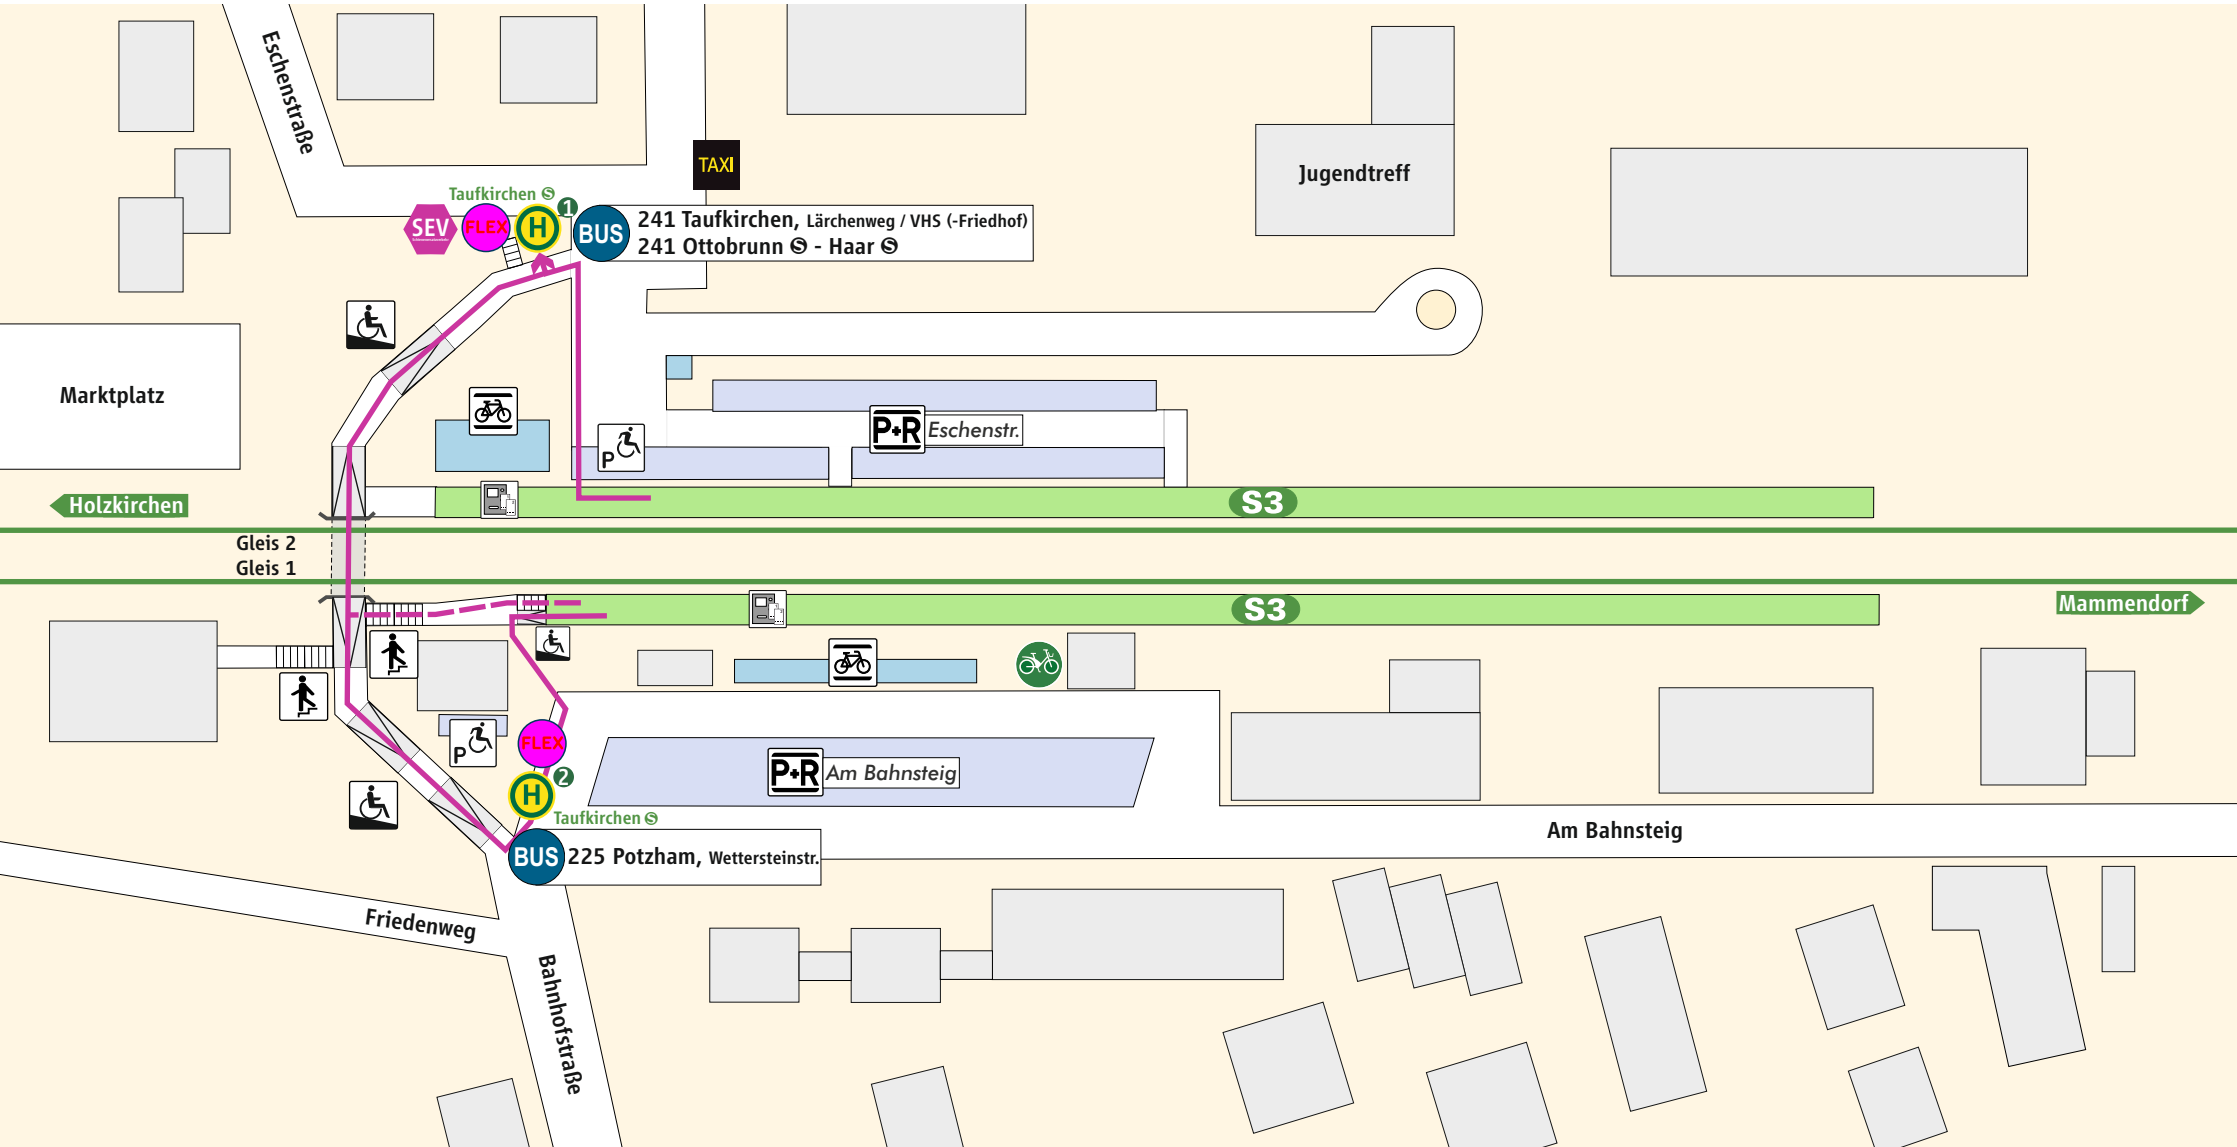 Eschenstraße
TAXI
Jugendtreff
Taufkirchen S
SEV
FLEX
H
1
BUS
241 Taufkirchen, Lärchenweg / VHS (-Friedhof)
241 Ottobrunn S - Haar S
Marktplatz
P+R
Eschenstr.
P
Holzkirchen
S3
Gleis 2
Gleis 1
S3
Mammendorf
P
FLEX
P+R
Am Bahnsteig
H
2
Taufkirchen S
Am Bahnsteig
BUS
225 Potzham, Wettersteinstr.
Friedenweg
Bahnhofstraße